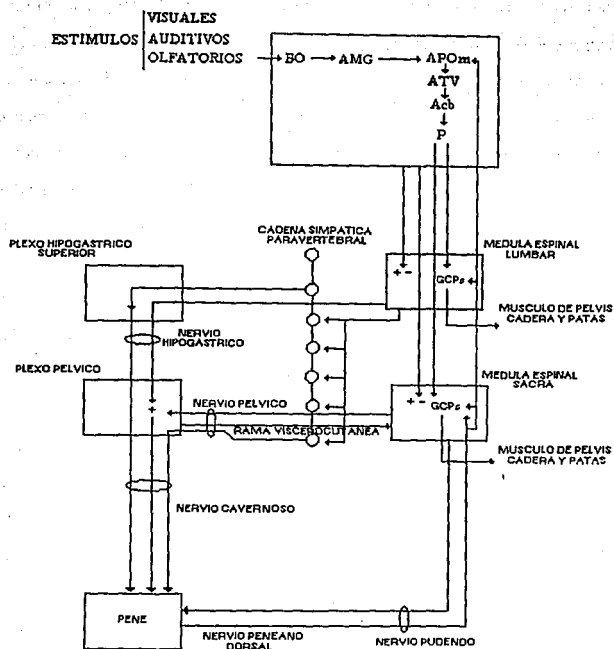 VISUALES
ESTIMULOS AUDITIVOS
OLFATORIOS
BO AMG APOm
ATV
Acb
P
CADENA SIMPATICA
PARAVERTEBRAL
PLEXO HIPOGASTRICO
SUPERIOR
MEDULA ESPINAL
LUMBAR
+ -
GCPs
MUSCULO DE PELVIS
CADERA Y PATAS
NERVIO
HIPOGASTRICO
PLEXO PELVICO
MEDULA ESPINAL
SACRA
NERVIO PELVICO
+
+ - GCPs
RAMA VISCEROCUTANEA
MUSCULO DE PELVIS
CADERA Y PATAS
NERVIO CAVERNOSO
PENE
NERVIO PENEANO
DORSAL
NERVIO PUDENDO